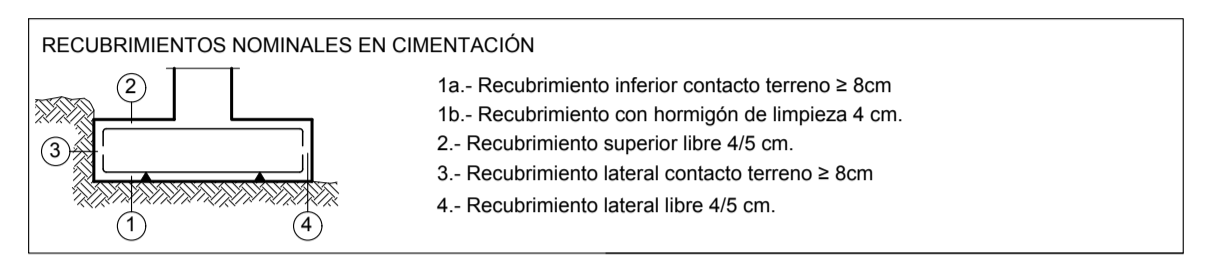 RECUBRIMIENTOS NOMINALES EN CIMENTACIÓN
2
3
1
4
1a.- Recubrimiento inferior contacto terreno ≥ 8cm
1b.- Recubrimiento con hormigón de limpieza 4 cm.
2.- Recubrimiento superior libre 4/5 cm.
3.- Recubrimiento lateral contacto terreno ≥ 8cm
4.- Recubrimiento lateral libre 4/5 cm.